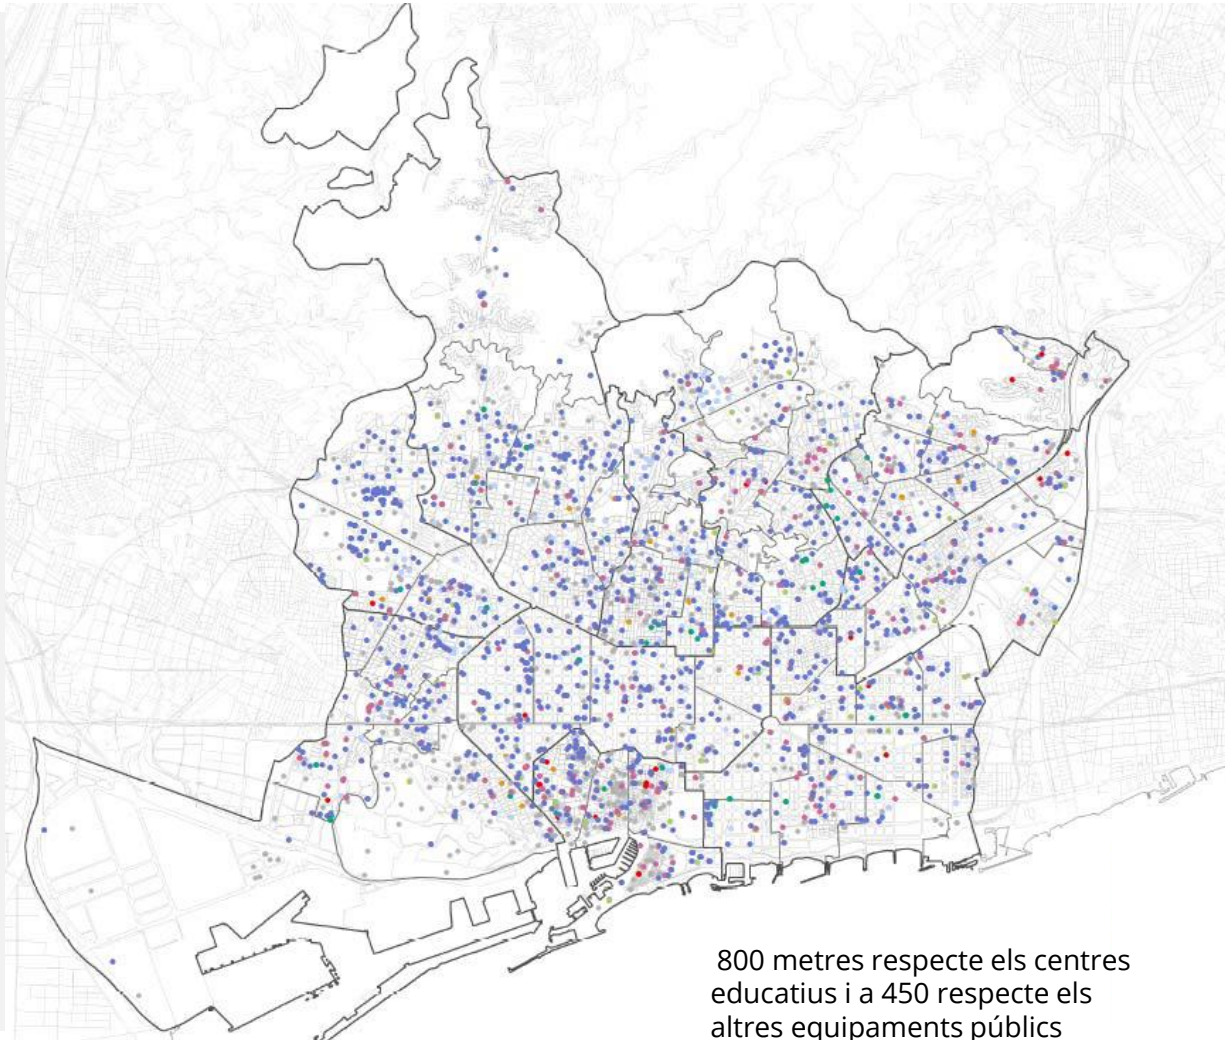 800 metres respecte els centres
educatius i a 450 respecte els
altres equipaments públics